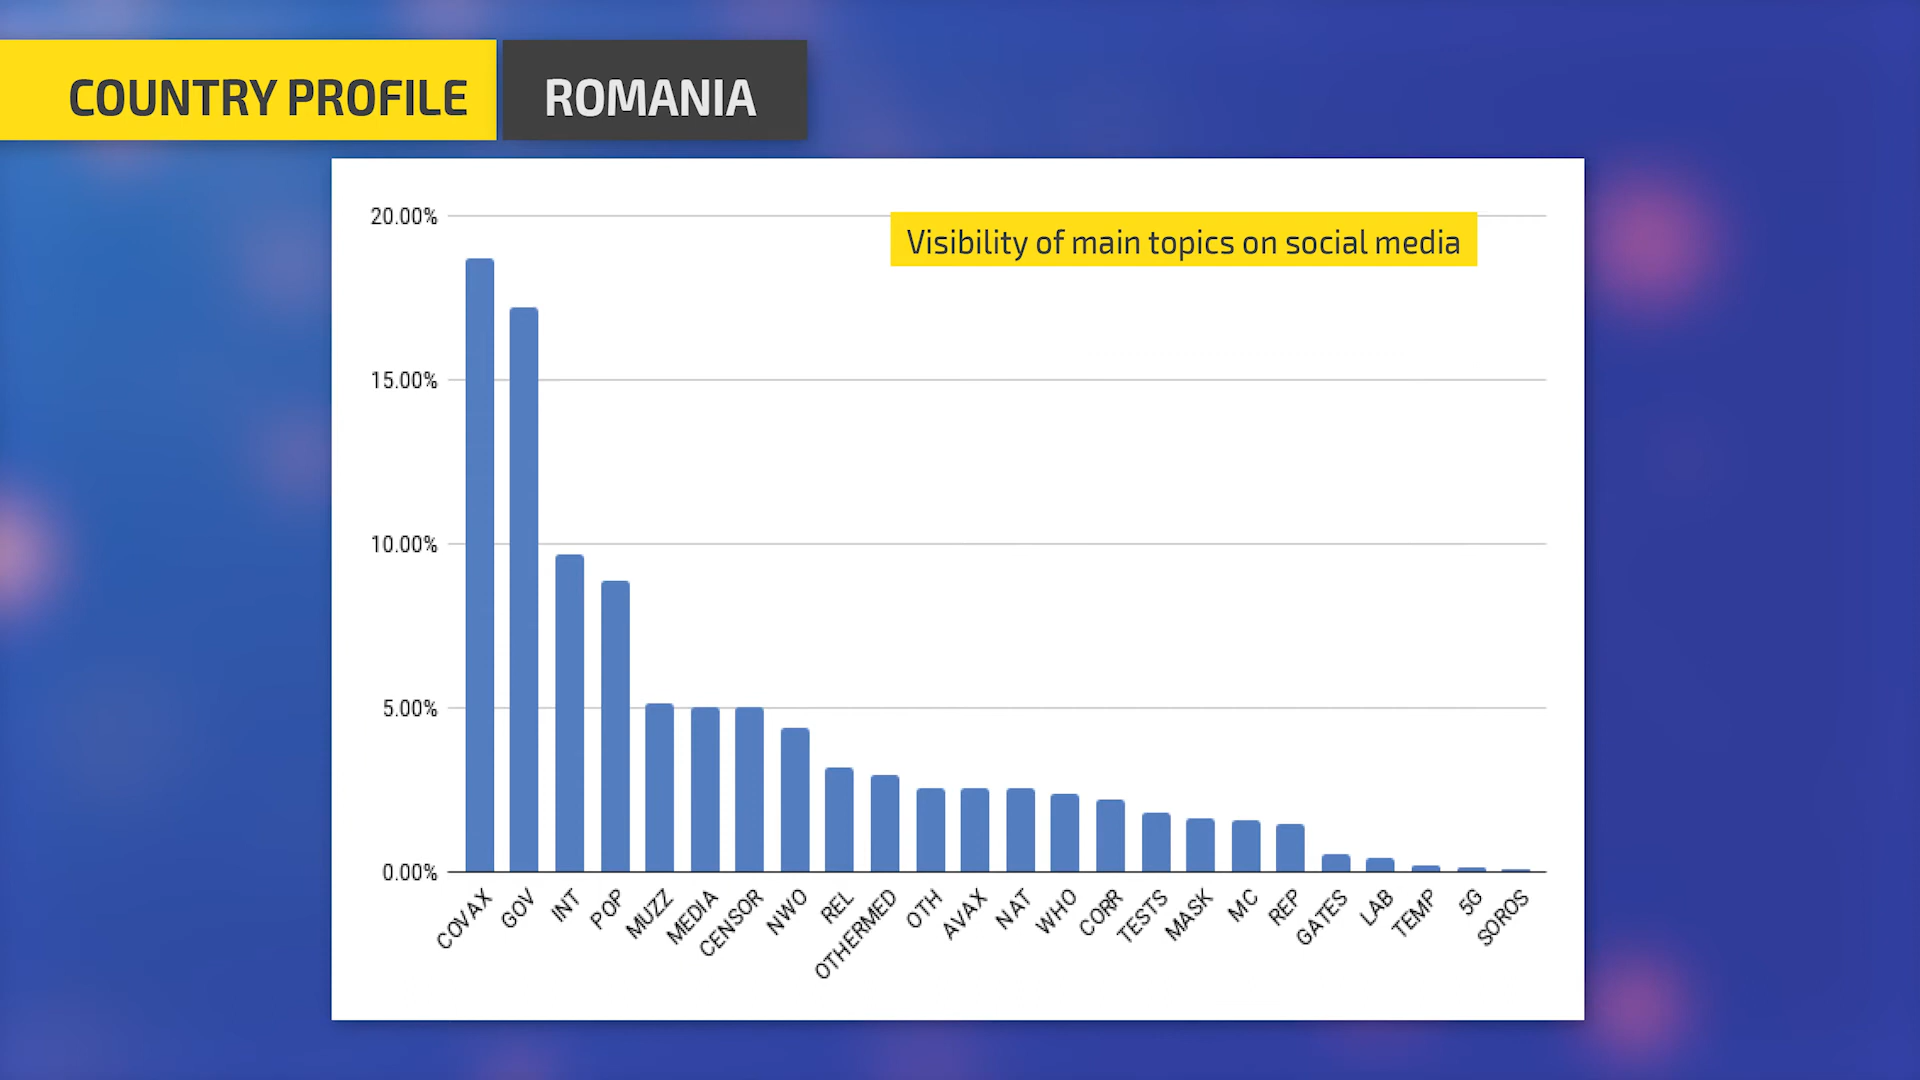 COUNTRY PROFILE
ROMANIA
Visibility of main topics on social media
20.00%
15.00%
10.00%
5.00%
0.00%
COVAX
GOV
INT
POP
MUZZ
MEDIA
CENSOR
NWO
REL
OTHERMED
OTH
AVAX
NAT
WHO
CORR
TESTS
MASK
MC
REP
GATES
LAB
TEMP
5G
SOROS